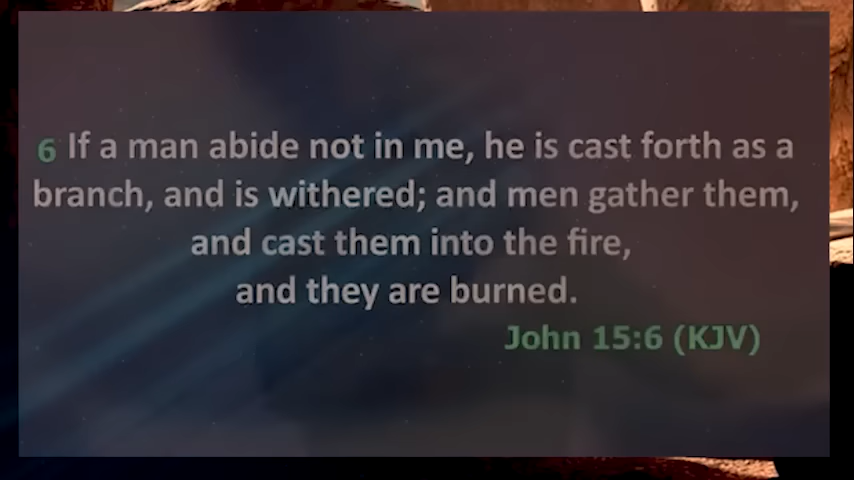 6 If a man abide not in me, he is cast forth as a
branch, and is withered; and men gather them,
and cast them into the fire,
and they are burned.
John 15:6 (KJV)